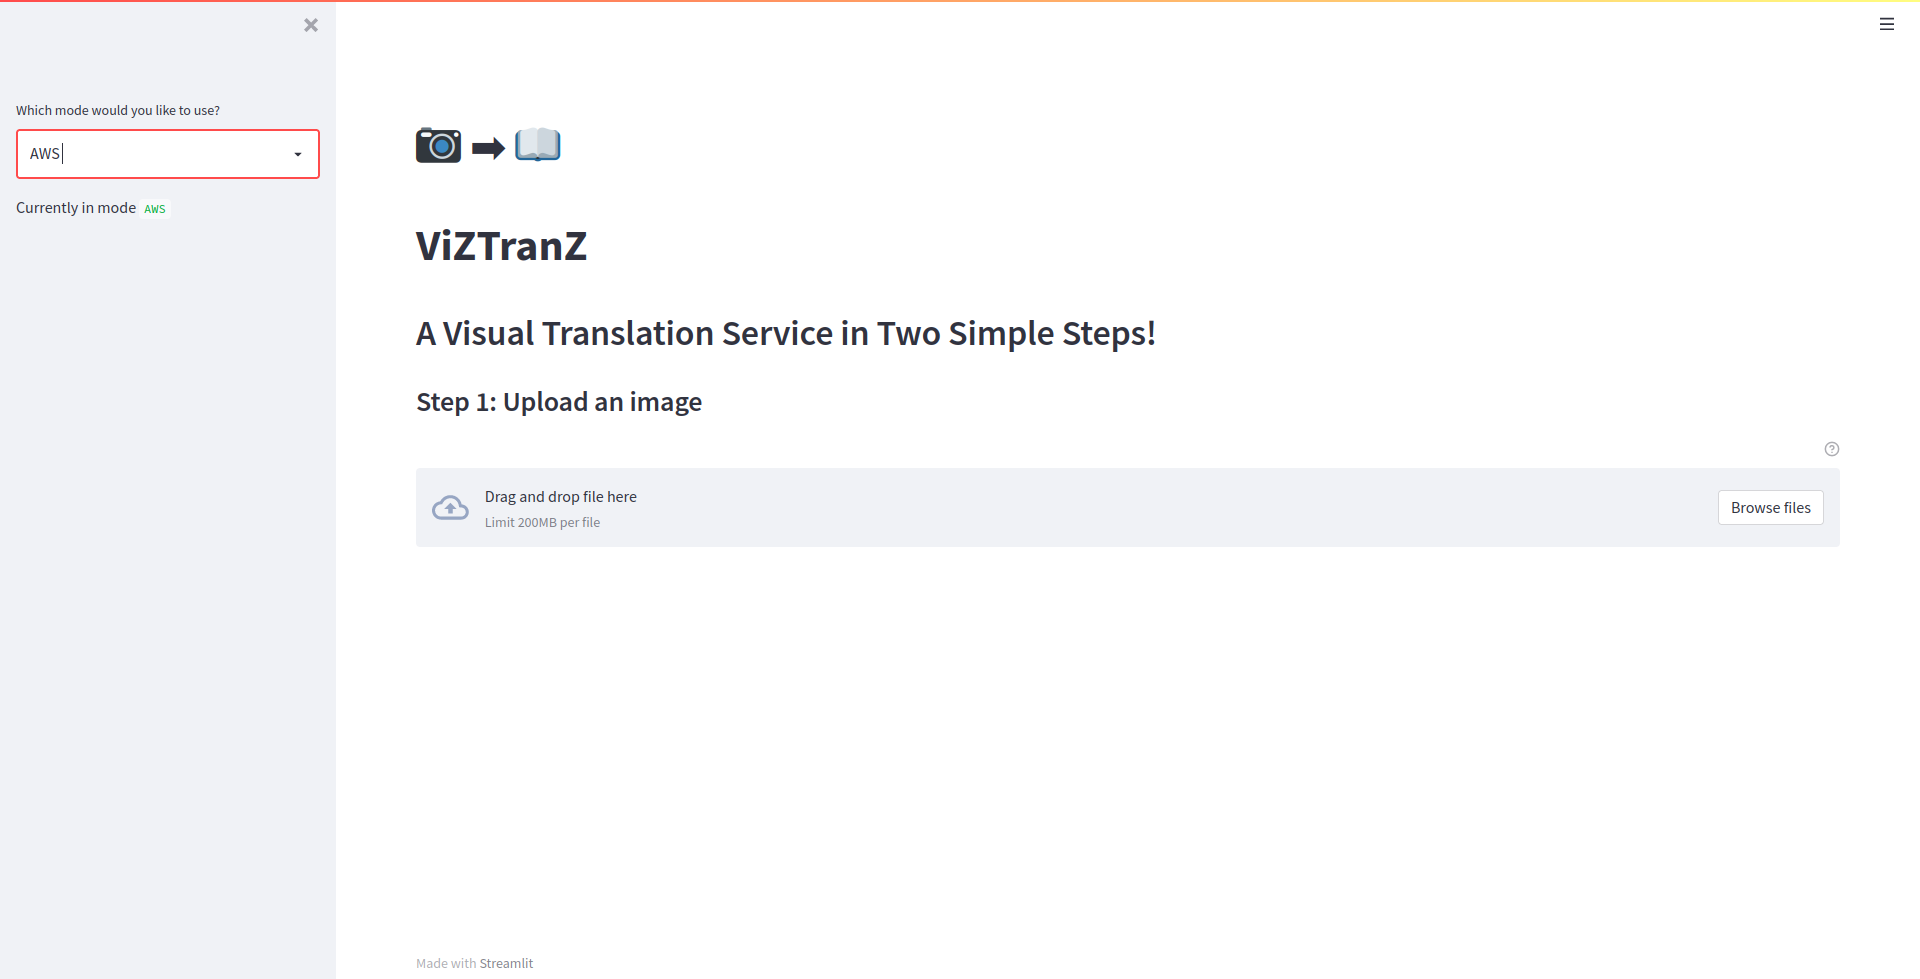 Which mode would you like to use?
AWS
Currently in mode AWS
ViZTranZ
A Visual Translation Service in Two Simple Steps!
Step 1: Upload an image
Drag and drop file here
Limit 200MB per file
Browse files
Made with Streamlit